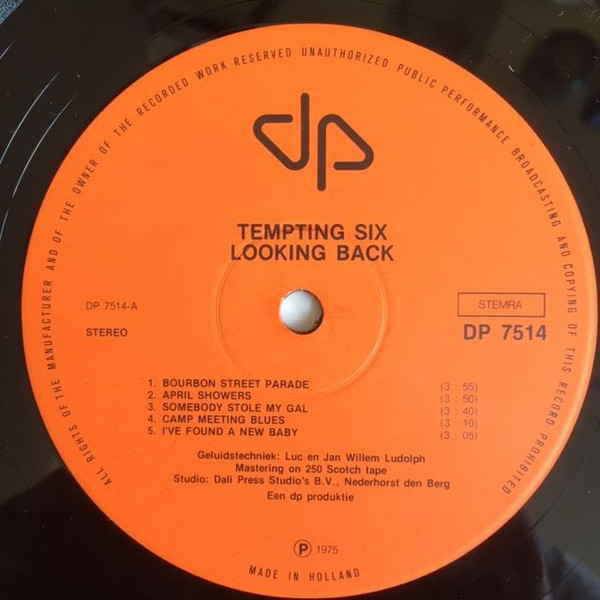 ALL RIGHTS OF THE MANUFACTURER AND OF THE OWNER OF THE RECORDED WORK RESERVED UNAUTHORIZED PUBLIC PERFORMANCE BROADCASTING AND COPYING OF THIS RECORD PROHIBITED
dp
TEMPTING SIX
LOOKING BACK
DP 7514-A
STEMRA
STEREO
DP 7514
1. BOURBON STREET PARADE (3 : 55)
2. APRIL SHOWERS (3 : 50)
3. SOMEBODY STOLE MY GAL (3 : 40)
4. CAMP MEETING BLUES (3 : 10)
5. I'VE FOUND A NEW BABY (3 : 05)
Geluidstechniek: Luc en Jan Willem Ludolph
Mastering on 250 Scotch tape
Studio: Dali Press Studio's B.V., Nederhorst den Berg
Een dp produktie
Ⓟ 1975
MADE IN HOLLAND